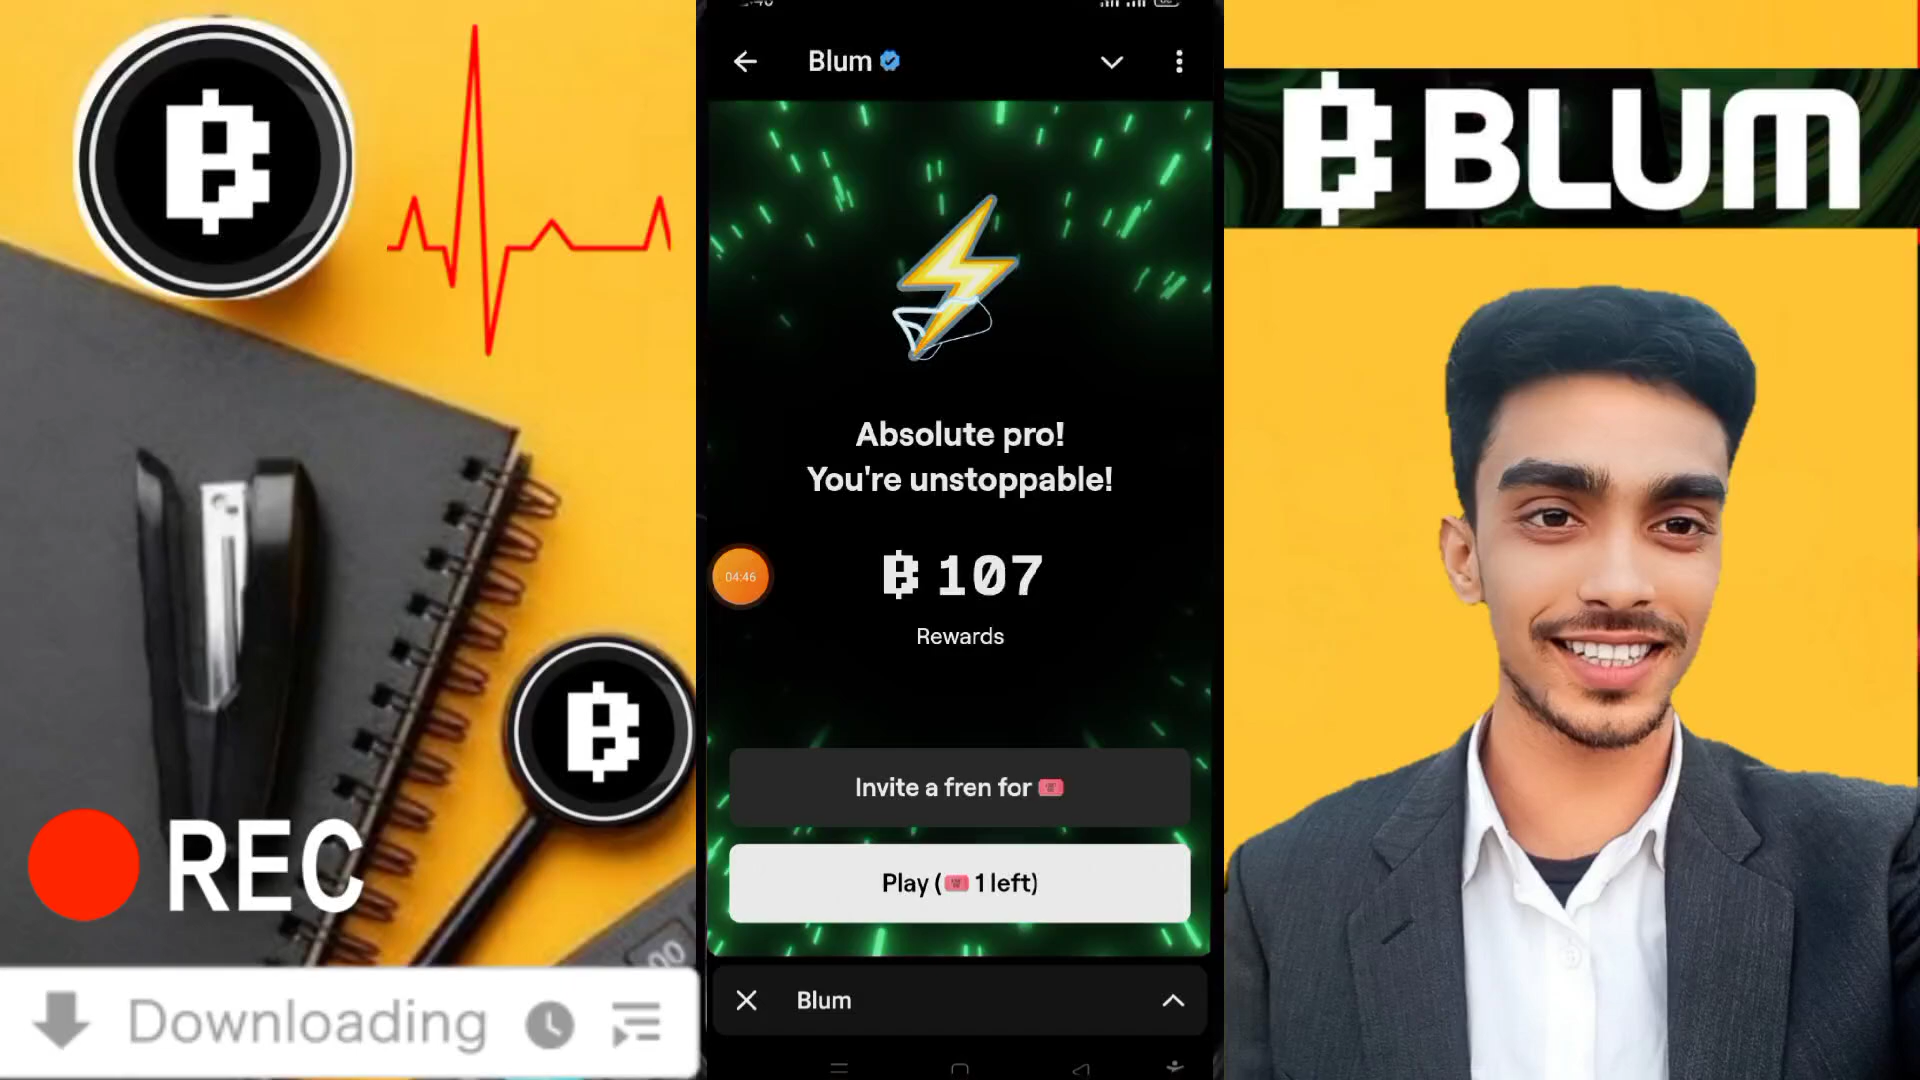 REC
Downloading
Blum
Absolute pro!
You're unstoppable!
107
Rewards
04:46
Invite a fren for
Play ( 1 left)
Blum
BLUM